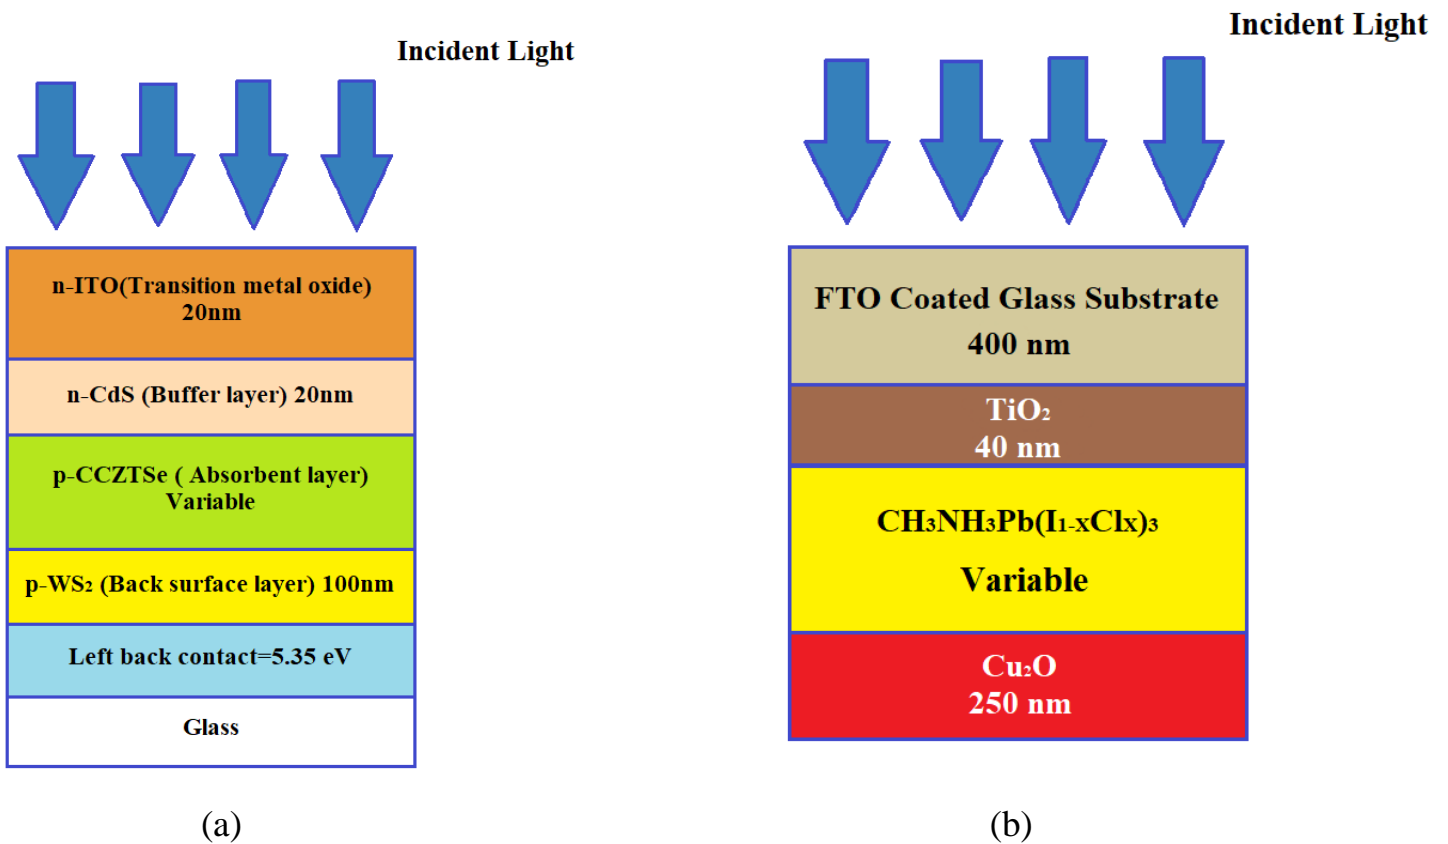 Incident Light
n-ITO(Transition metal oxide)
20nm
n-CdS (Buffer layer) 20nm
p-CCZTSe ( Absorbent layer)
Variable
p-WS₂ (Back surface layer) 100nm
Left back contact=5.35 eV
Glass
(a)
Incident Light
FTO Coated Glass Substrate
400 nm
TiO₂
40 nm
CH₃NH₃Pb(I₁₋ₓClₓ)₃
Variable
Cu₂O
250 nm
(b)